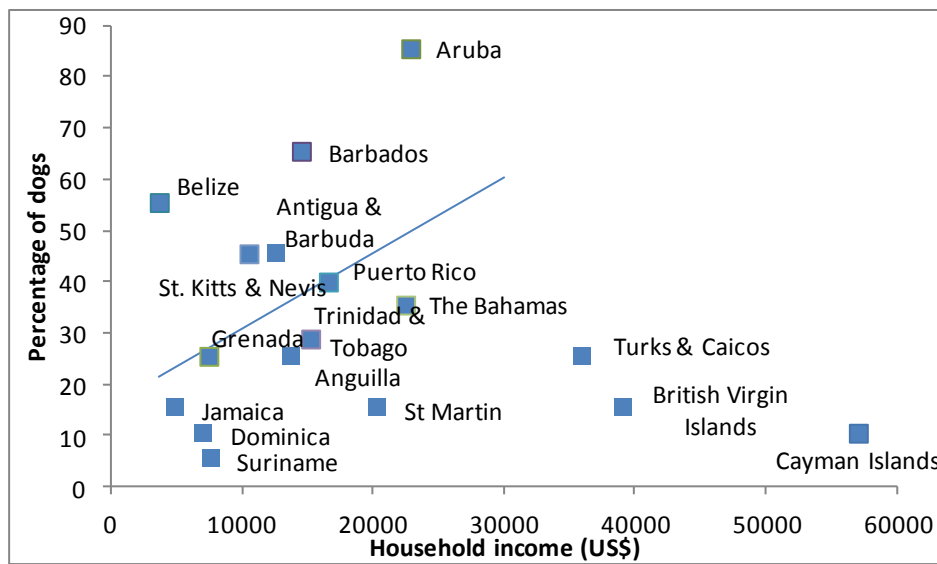 90
80
70
60
50
40
30
20
10
0
Percentage of dogs
Aruba
Barbados
Belize
Antigua &
Barbuda
St. Kitts & Nevis
Puerto Rico
The Bahamas
Trinidad &
Tobago
Grenada
Anguilla
Turks & Caicos
British Virgin
Islands
Jamaica
St Martin
Dominica
Suriname
Cayman Islands
0
10000
20000
30000
40000
50000
60000
Household income (US$)